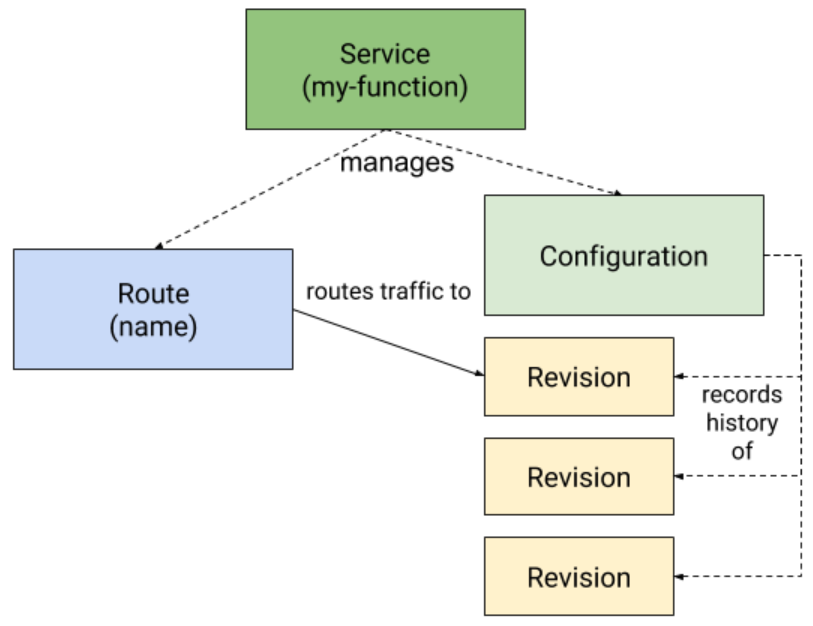 Service
(my-function)
manages
Configuration
Route
(name)
routes traffic to
Revision
records
history
of
Revision
Revision